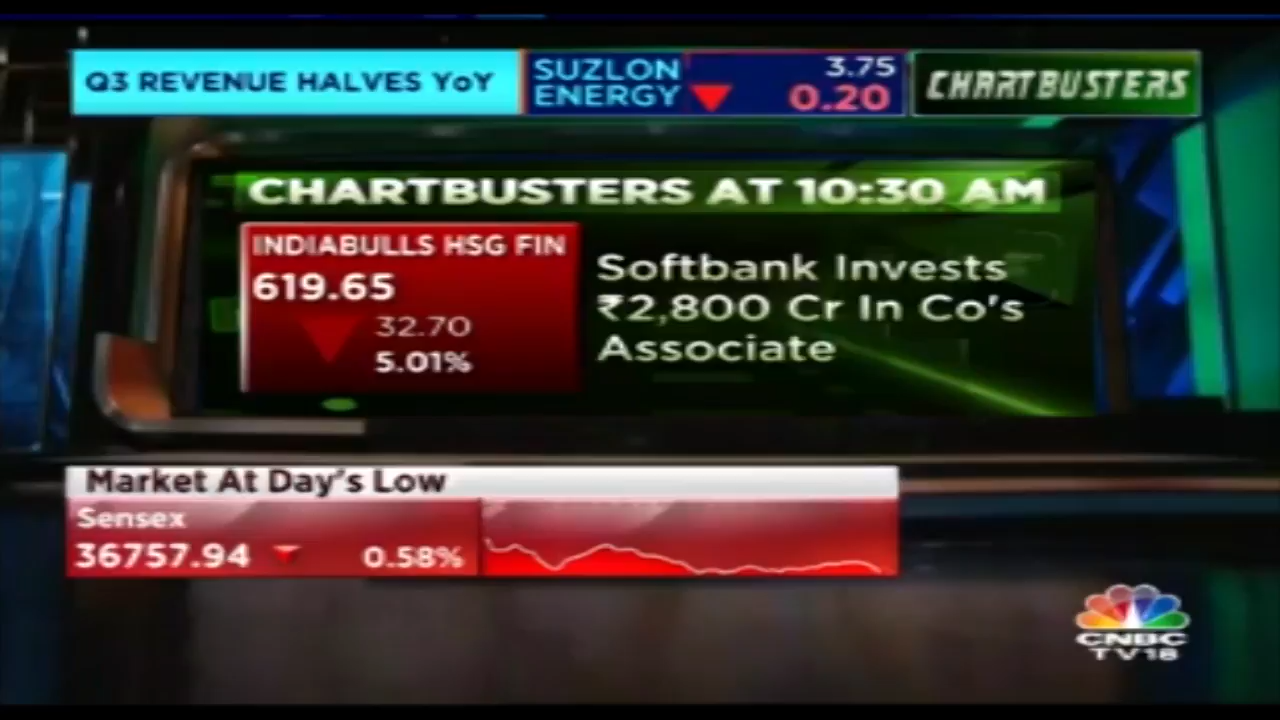 Q3 REVENUE HALVES YoY
SUZLON
ENERGY
3.75
0.20
CHARTBUSTERS
CHARTBUSTERS AT 10:30 AM
INDIABULLS HSG FIN
619.65
32.70
5.01%
Softbank Invests
₹2,800 Cr In Co's
Associate
Market At Day's Low
Sensex
36757.94
0.58%
CNBC
TV18